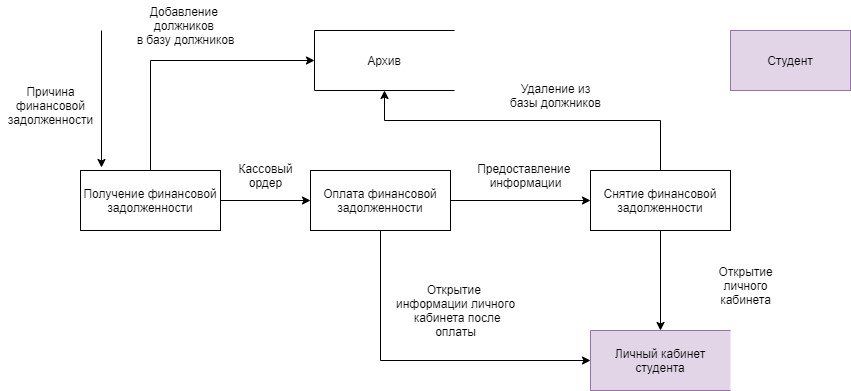 Добавление
должников
в базу должников
Архив
Студент
Причина
финансовой
задолженности
Удаление из
базы должников
Кассовый
ордер
Предоставление
информации
Получение финансовой
задолженности
Оплата финансовой
задолженности
Снятие финансовой
задолженности
Открытие
информации личного
кабинета после
оплаты
Открытие
личного
кабинета
Личный кабинет
студента